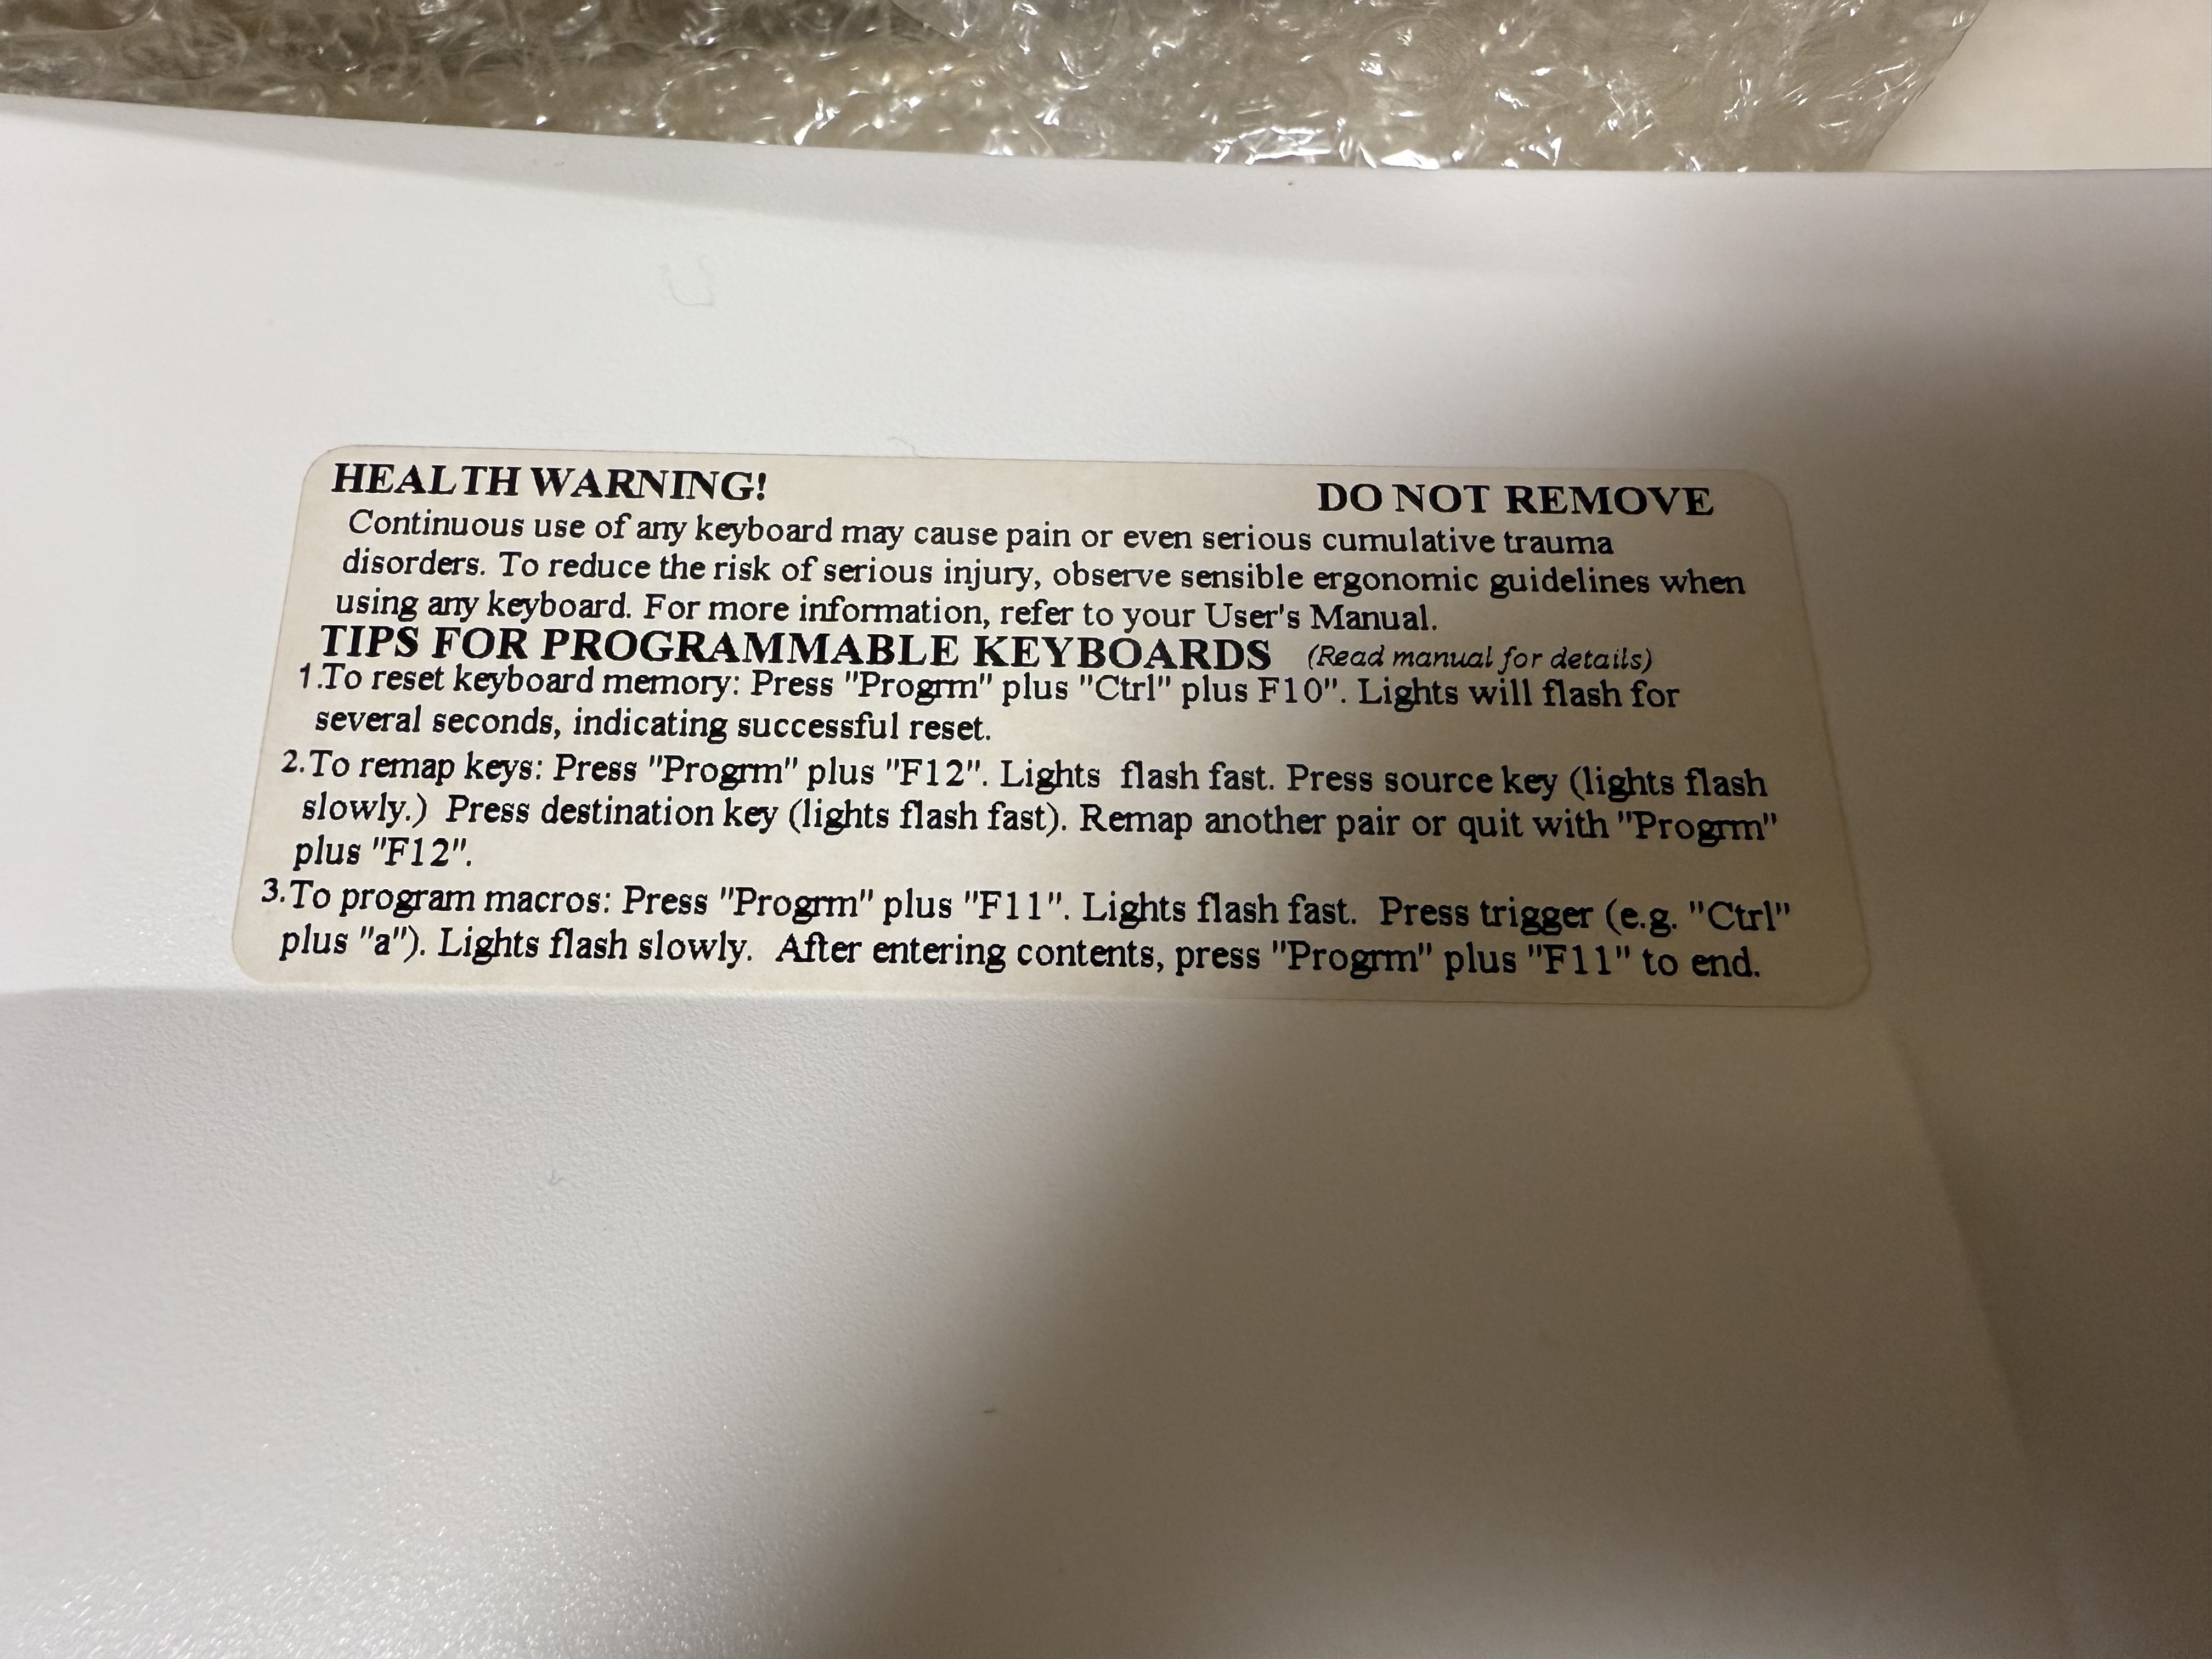 HEALTH WARNING! DO NOT REMOVE
Continuous use of any keyboard may cause pain or even serious cumulative trauma
disorders. To reduce the risk of serious injury, observe sensible ergonomic guidelines when
using any keyboard. For more information, refer to your User's Manual.
TIPS FOR PROGRAMMABLE KEYBOARDS (Read manual for details)
1.To reset keyboard memory: Press "Progrm" plus "Ctrl" plus F10". Lights will flash for
several seconds, indicating successful reset.
2.To remap keys: Press "Progrm" plus "F12". Lights flash fast. Press source key (lights flash
slowly.) Press destination key (lights flash fast). Remap another pair or quit with "Progrm"
plus "F12".
3.To program macros: Press "Progrm" plus "F11". Lights flash fast. Press trigger (e.g. "Ctrl"
plus "a"). Lights flash slowly. After entering contents, press "Progrm" plus "F11" to end.